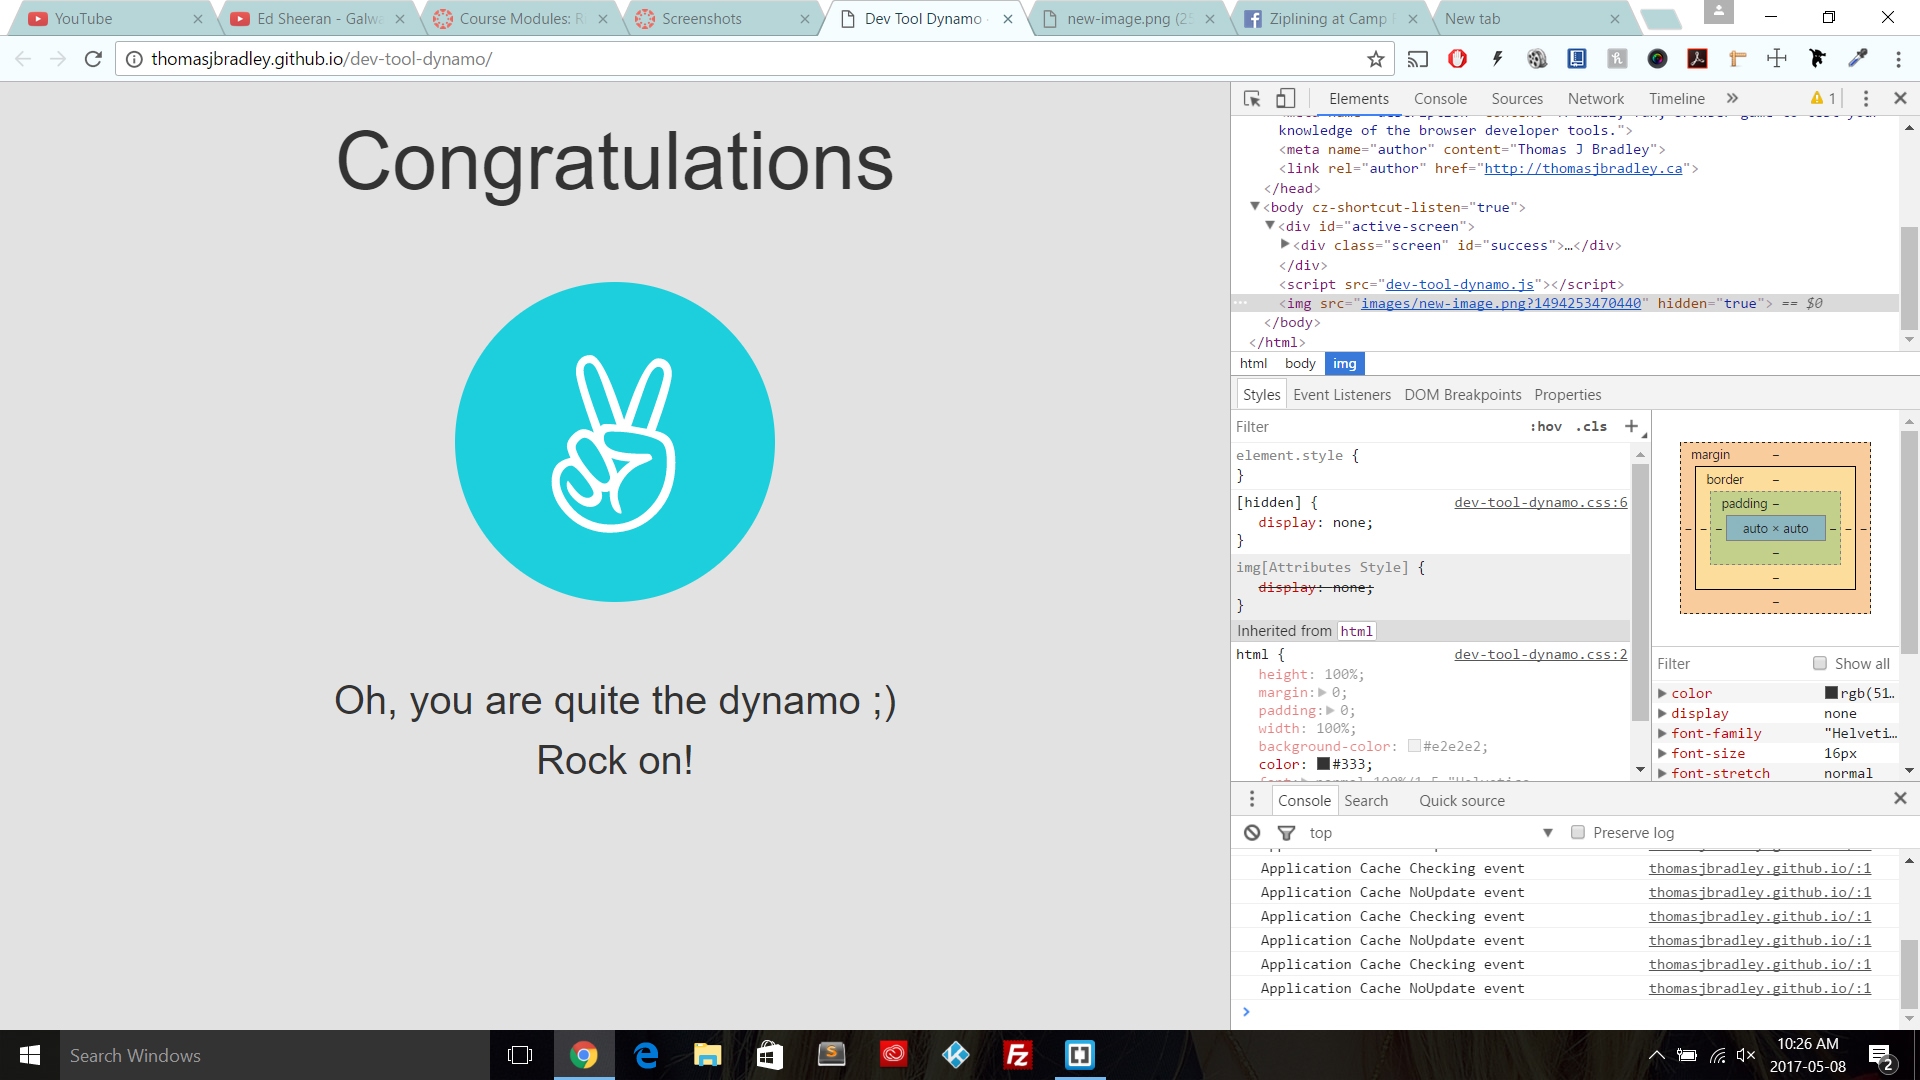 YouTube
Ed Sheeran - Galwa
Course Modules: R
Screenshots
Dev Tool Dynamo
new-image.png (25
Ziplining at Camp
New tab
thomasjbradley.github.io/dev-tool-dynamo/
Congratulations
Oh, you are quite the dynamo ;)
Rock on!
Elements Console Sources Network Timeline » 1
knowledge of the browser developer tools.">
<meta name="author" content="Thomas J Bradley">
<link rel="author" href="http://thomasjbradley.ca">
</head>
<body cz-shortcut-listen="true">
<div id="active-screen">
<div class="screen" id="success">…</div>
</div>
<script src="dev-tool-dynamo.js"></script>
<img src="images/new-image.png?1494253470440" hidden="true"> == $0
</body>
</html>
html body img
Styles Event Listeners DOM Breakpoints Properties
Filter :hov .cls +
element.style {
}
[hidden] { dev-tool-dynamo.css:6
display: none;
}
img[Attributes Style] {
display: none;
}
Inherited from html
html { dev-tool-dynamo.css:2
height: 100%;
margin: 0;
padding: 0;
width: 100%;
background-color: #e2e2e2;
color: #333;
margin –
border –
padding –
– – – auto × auto – – –
–
–
–
Filter Show all
color rgb(51…
display none
font-family "Helveti…
font-size 16px
font-stretch normal
Console Search Quick source
top Preserve log
Application Cache Checking event thomasjbradley.github.io/:1
Application Cache NoUpdate event thomasjbradley.github.io/:1
Application Cache Checking event thomasjbradley.github.io/:1
Application Cache NoUpdate event thomasjbradley.github.io/:1
Application Cache Checking event thomasjbradley.github.io/:1
Application Cache NoUpdate event thomasjbradley.github.io/:1
Search Windows
10:26 AM
2017-05-08
2